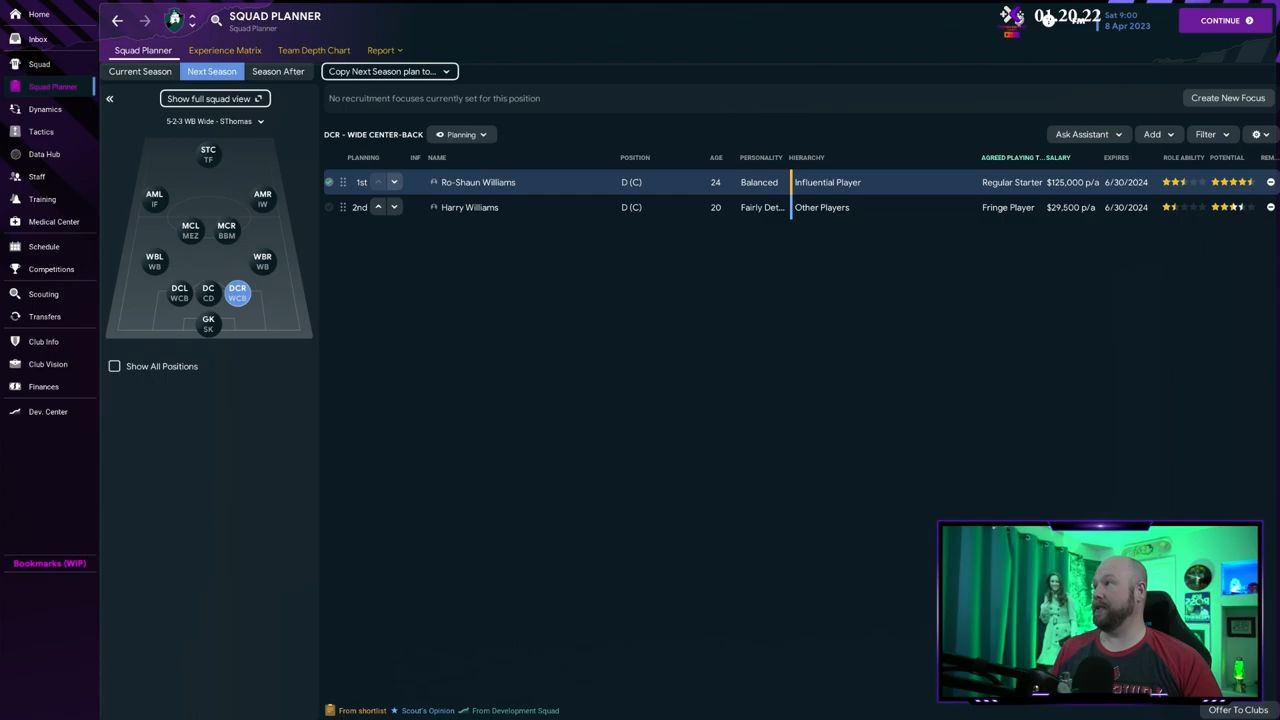 Home
Inbox
Squad
Squad Planner
Dynamics
Tactics
Data Hub
Staff
Training
Medical Center
Schedule
Competitions
Scouting
Transfers
Club Info
Club Vision
Finances
Dev. Center
Bookmarks (WiP)
SQUAD PLANNER
Squad Planner
01.20.22
Sat 9:00
8 Apr 2023
CONTINUE
Squad Planner Experience Matrix Team Depth Chart Report
Current Season Next Season Season After Copy Next Season plan to...
Show full squad view
No recruitment focuses currently set for this position
Create New Focus
5-2-3 WB Wide - SThomas
DCR - WIDE CENTER-BACK Planning
Ask Assistant Add Filter
STC
TF
AML
IF
AMR
IW
MCL
MEZ
MCR
BBM
WBL
WB
WBR
WB
DCL
WCB
DC
CD
DCR
WCB
GK
SK
Show All Positions
PLANNING INF NAME POSITION AGE PERSONALITY HIERARCHY AGREED PLAYING T... SALARY EXPIRES ROLE ABILITY POTENTIAL REM...
1st Ro-Shaun Williams D (C) 24 Balanced Influential Player Regular Starter $125,000 p/a 6/30/2024
2nd Harry Williams D (C) 20 Fairly Det... Other Players Fringe Player $29,500 p/a 6/30/2024
From shortlist Scout's Opinion From Development Squad
Offer To Clubs